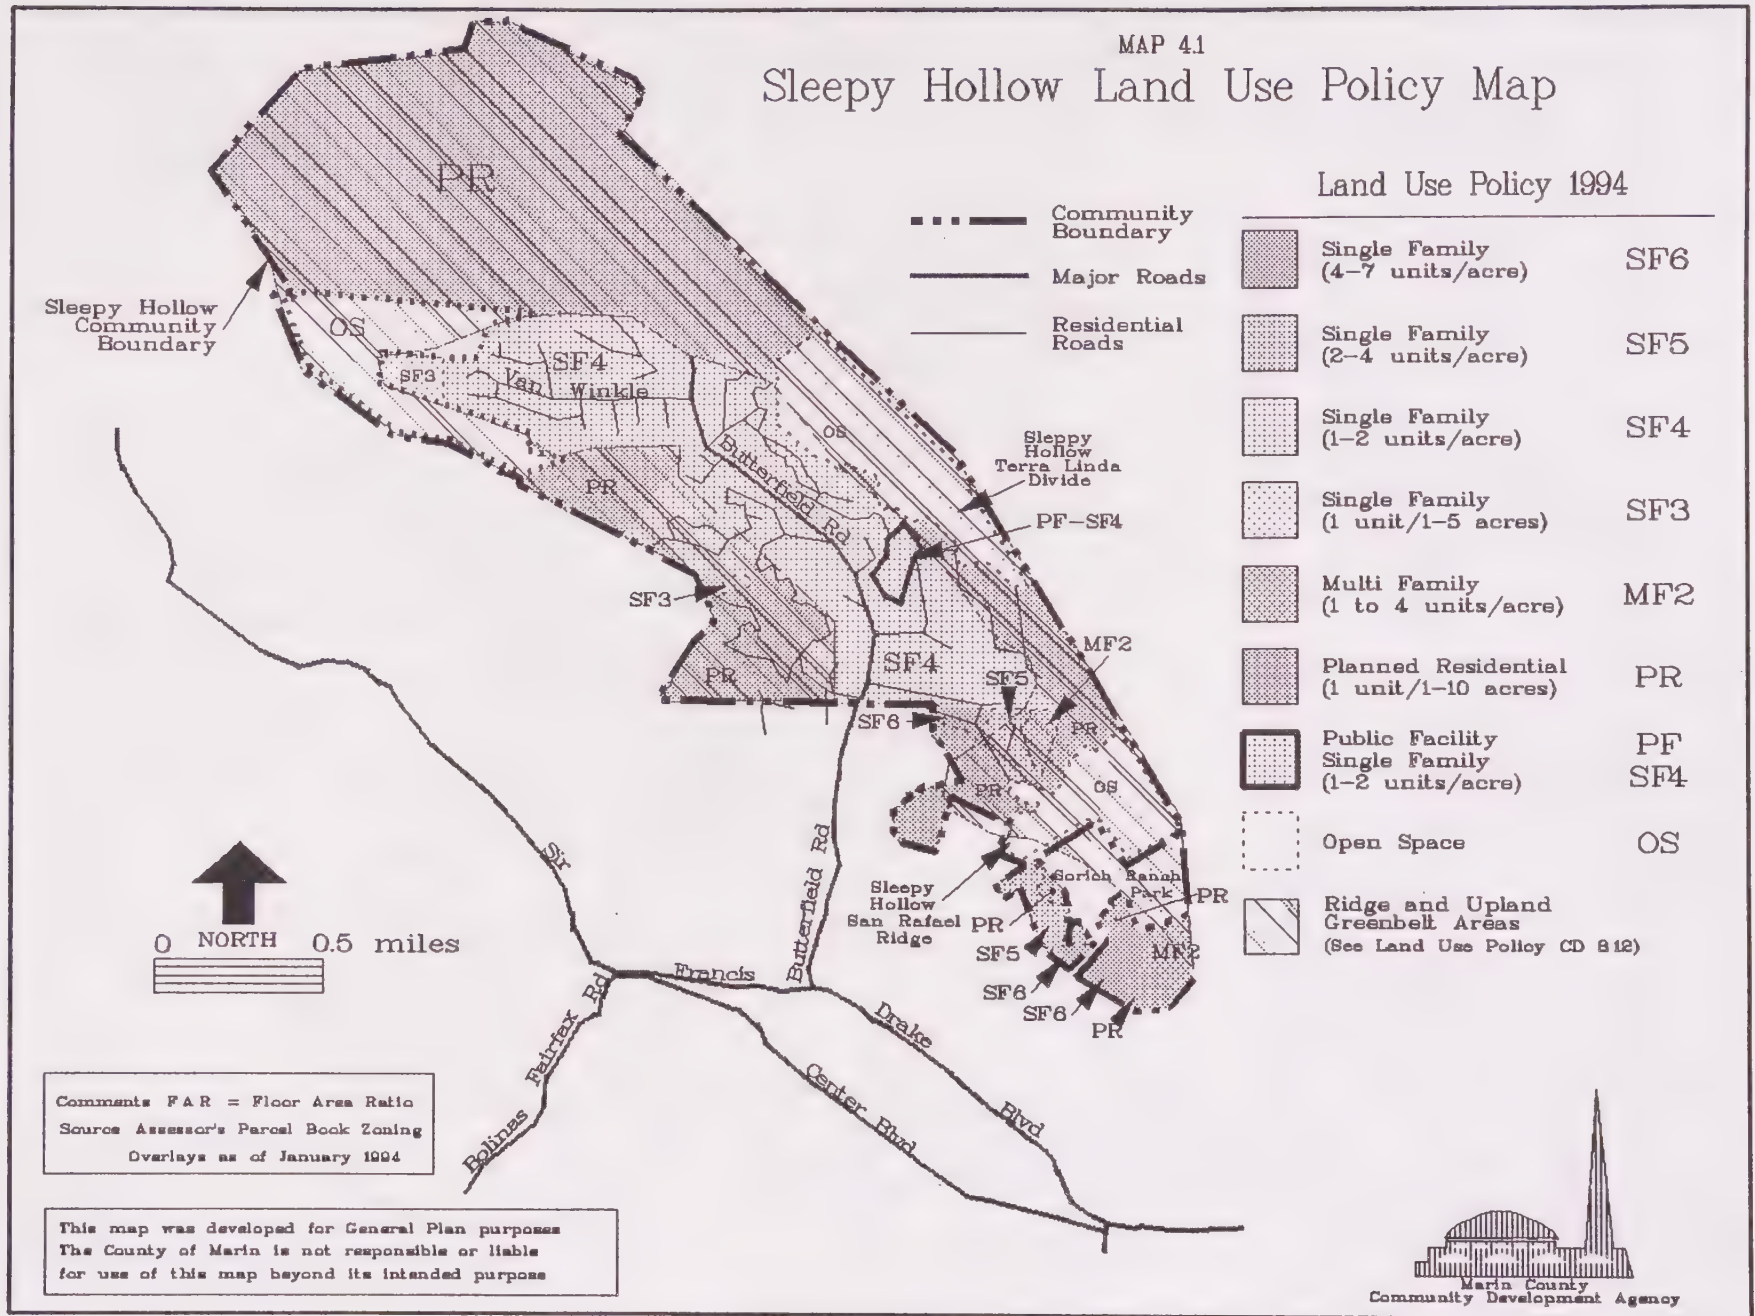 MAP 4.1
Sleepy Hollow Land Use Policy Map
Land Use Policy 1994
Community
Boundary
Major Roads
Residential
Roads
Single Family
(4-7 units/acre)
SF6
Single Family
(2-4 units/acre)
SF5
Single Family
(1-2 units/acre)
SF4
Single Family
(1 unit/1-5 acres)
SF3
Multi Family
(1 to 4 units/acre)
MF2
Planned Residential
(1 unit/1-10 acres)
PR
Public Facility
Single Family
(1-2 units/acre)
PF
SF4
Open Space
OS
Ridge and Upland
Greenbelt Areas
(See Land Use Policy CD 8.12)
PR
Sleepy Hollow
Community
Boundary
OS
SF4
SF3
Van Winkle
OS
Butterfield Rd
PR
Sleppy
Hollow
Terra Linda
Divide
PF-SF4
SF3
MF2
SF4
SF5
PR
SF6
PR
OS
PR
Sorich Ranch
Park
Sleepy
Hollow
San Rafael
Ridge
PR
PR
SF5
MF2
SF6
SF6
PR
Butterfield Rd
Sir
Francis
Drake
Blvd
Center Blvd
Bolinas
Fairfax Rd
NORTH
0
0.5 miles
Comments F A R = Floor Area Ratio
Source Assessor's Parcel Book Zoning
Overlays as of January 1994
This map was developed for General Plan purposes
The County of Marin is not responsible or liable
for use of this map beyond its intended purpose
Marin County
Community Development Agency